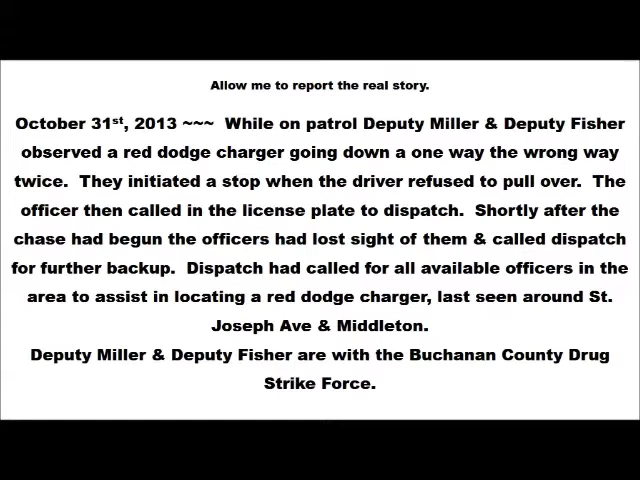 Allow me to report the real story.
October 31st, 2013 ~~~ While on patrol Deputy Miller & Deputy Fisher
observed a red dodge charger going down a one way the wrong way
twice. They initiated a stop when the driver refused to pull over. The
officer then called in the license plate to dispatch. Shortly after the
chase had begun the officers had lost sight of them & called dispatch
for further backup. Dispatch had called for all available officers in the
area to assist in locating a red dodge charger, last seen around St.
Joseph Ave & Middleton.
Deputy Miller & Deputy Fisher are with the Buchanan County Drug
Strike Force.